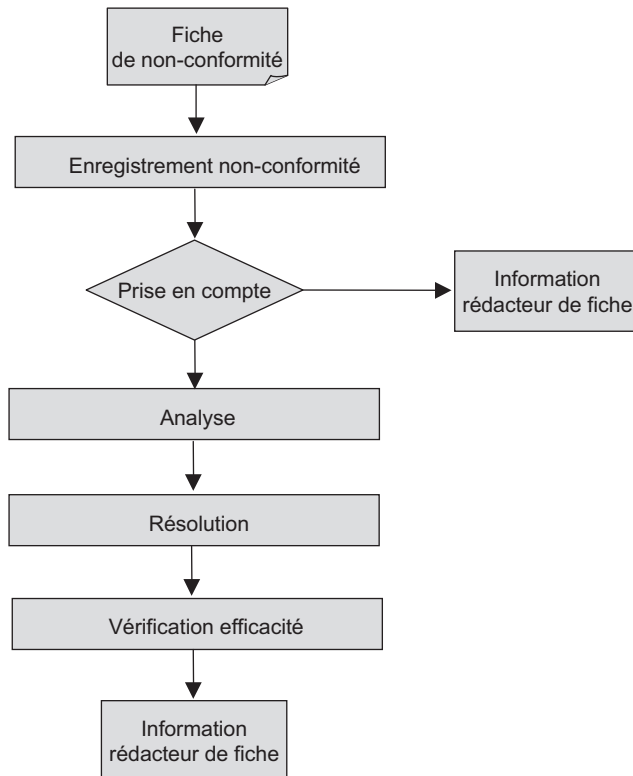 Fiche
de non-conformité
Enregistrement non-conformité
Prise en compte
Information
rédacteur de fiche
Analyse
Résolution
Vérification efficacité
Information
rédacteur de fiche